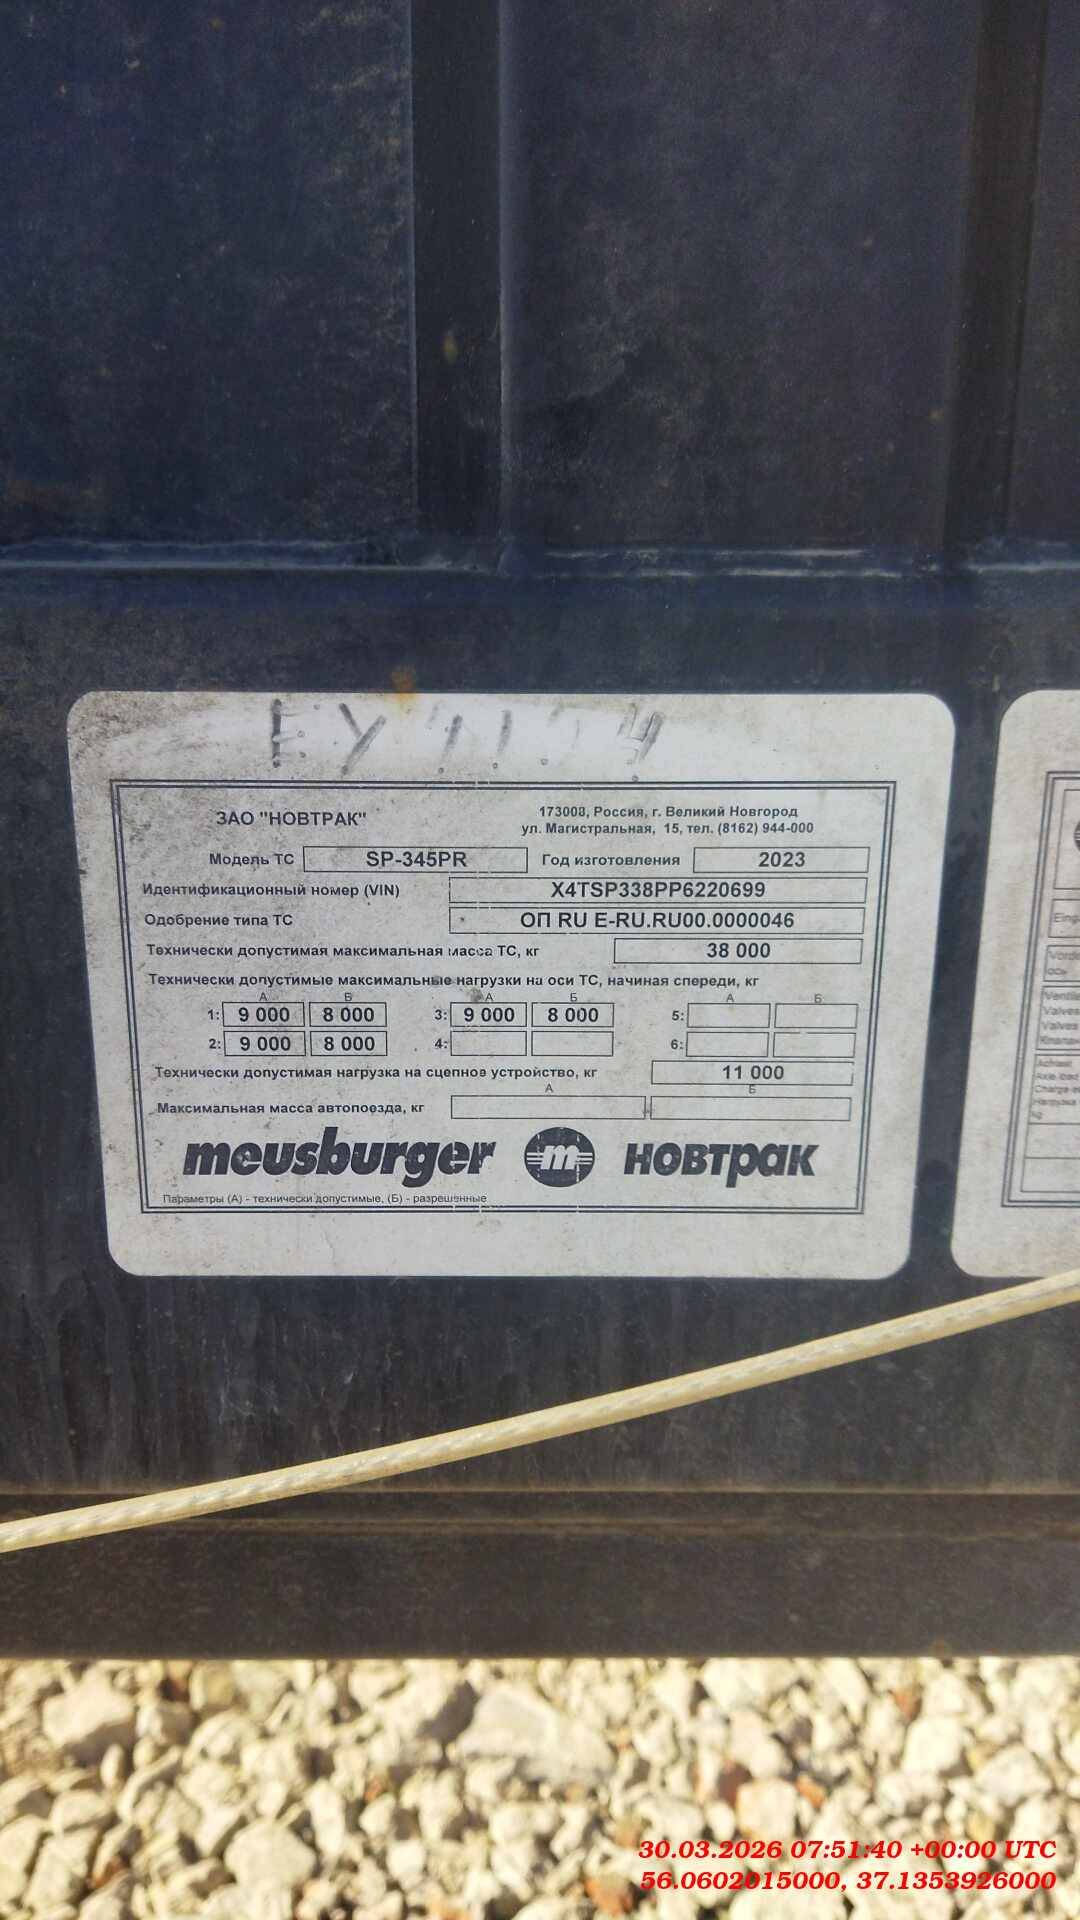 ЗАО "НОВТРАК"
173008, Россия, г. Великий Новгород
ул. Магистральная, 15, тел. (8162) 944-000
Модель ТС SP-345PR Год изготовления 2023
Идентификационный номер (VIN) X4TSP338PP6220699
Одобрение типа ТС ОП RU E-RU.RU00.0000046
Технически допустимая максимальная масса ТС, кг 38 000
Технически допустимые максимальные нагрузки на оси ТС, начиная спереди, кг
А Б А Б А Б
1: 9 000 8 000 3: 9 000 8 000 5:
2: 9 000 8 000 4: 6:
Технически допустимая нагрузка на сцепное устройство, кг 11 000
А Б
Максимальная масса автопоезда, кг
meusburger m новтрак
Параметры (А) - технически допустимые, (Б) - разрешенные
Valves
Valves
30.03.2026 07:51:40 +00:00 UTC
56.0602015000, 37.1353926000